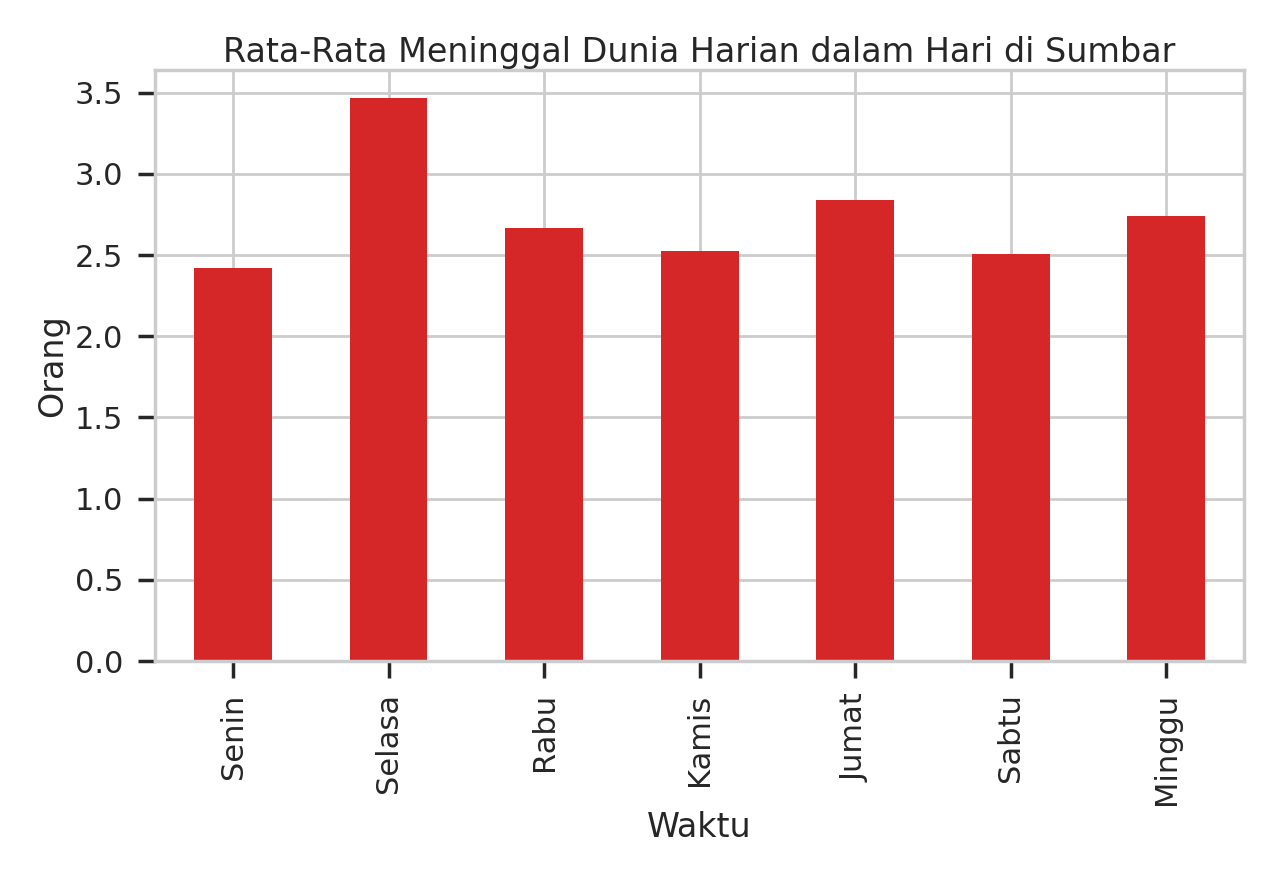 Rata-Rata Meninggal Dunia Harian dalam Hari di Sumbar
3.5
3.0
2.5
2.0
1.5
1.0
0.5
0.0
Orang
Senin
Selasa
Rabu
Kamis
Jumat
Sabtu
Minggu
Waktu